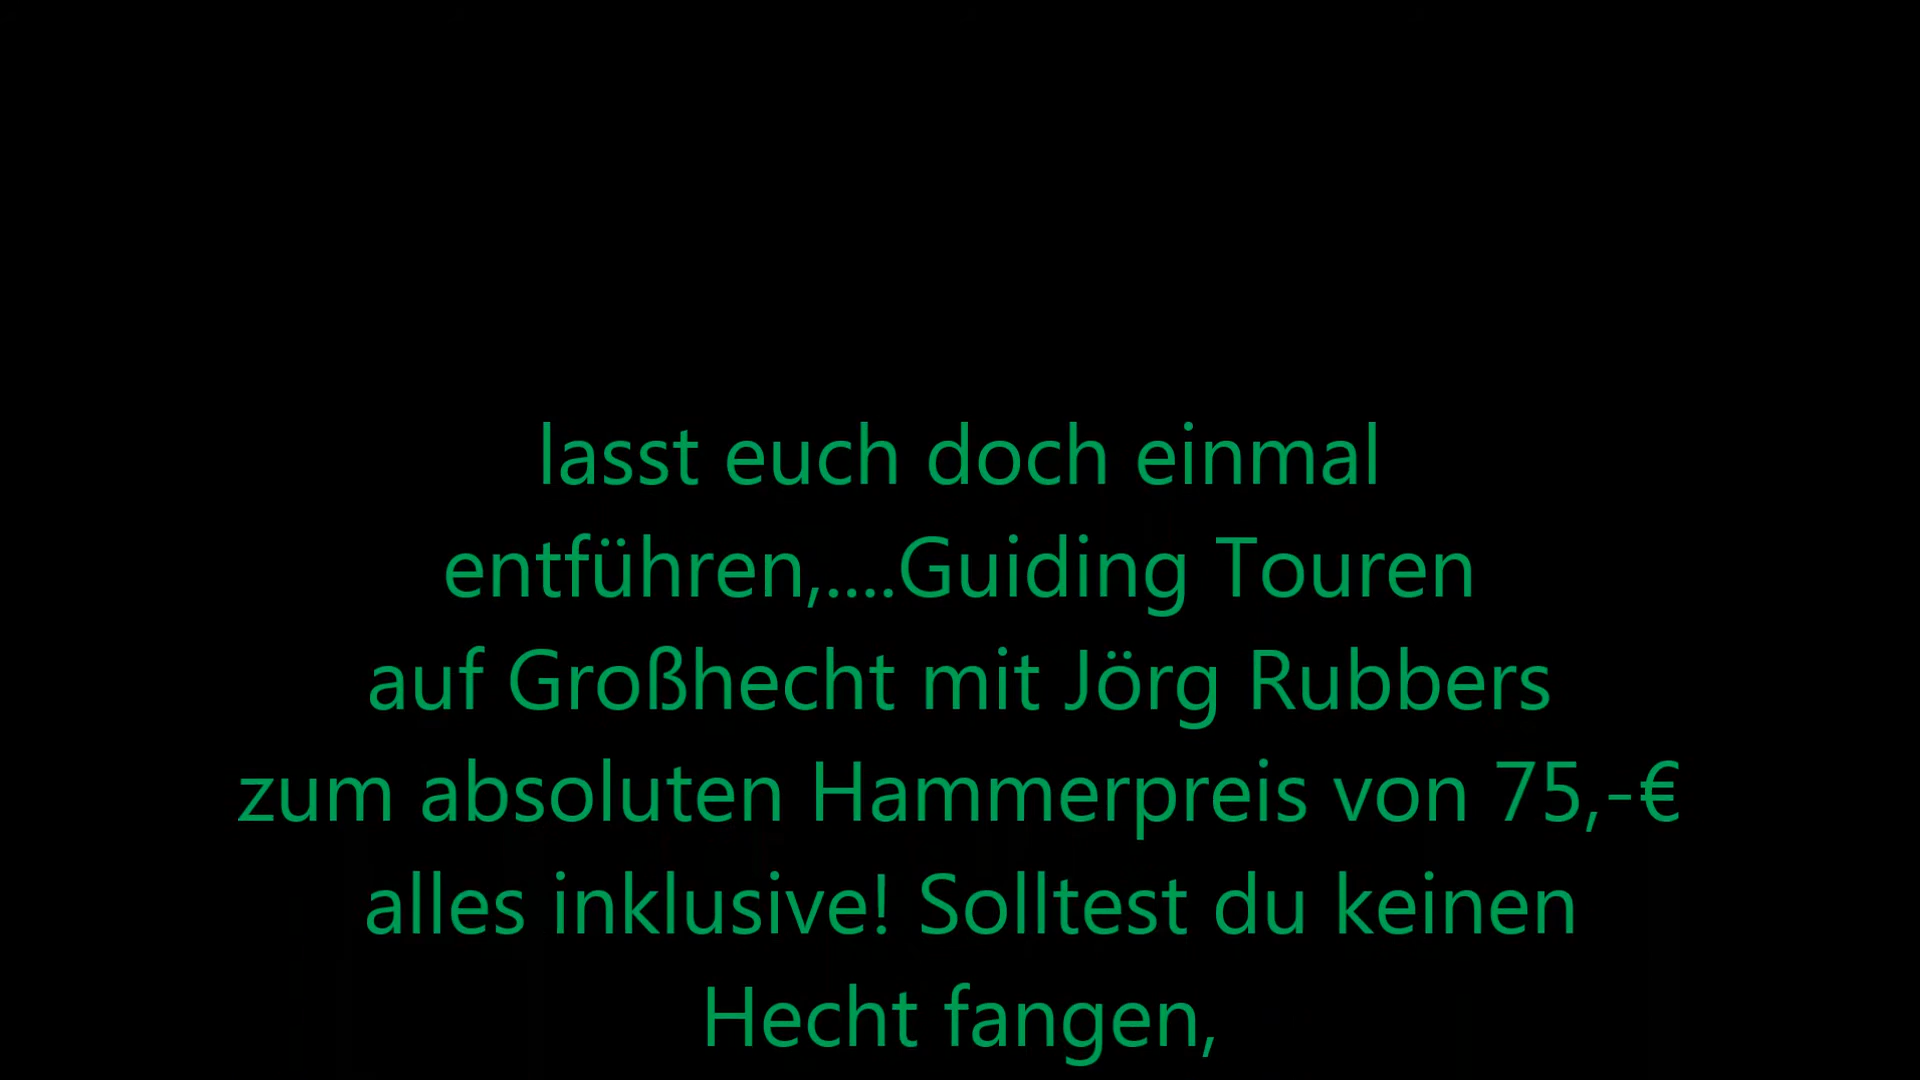 lasst euch doch einmal
entführen,....Guiding Touren
auf Großhecht mit Jörg Rubbers
zum absoluten Hammerpreis von 75,-€
alles inklusive! Solltest du keinen
Hecht fangen,